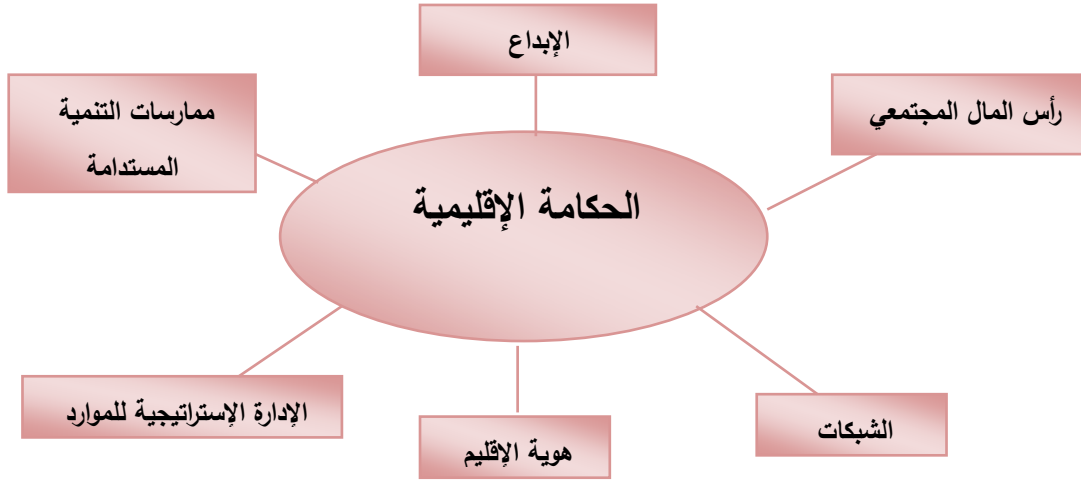 الإبداع
رأس المال المجتمعي
ممارسات التنمية
المستدامة
الحكامة الإقليمية
الإدارة الإستراتيجية للموارد
هوية الإقليم
الشبكات